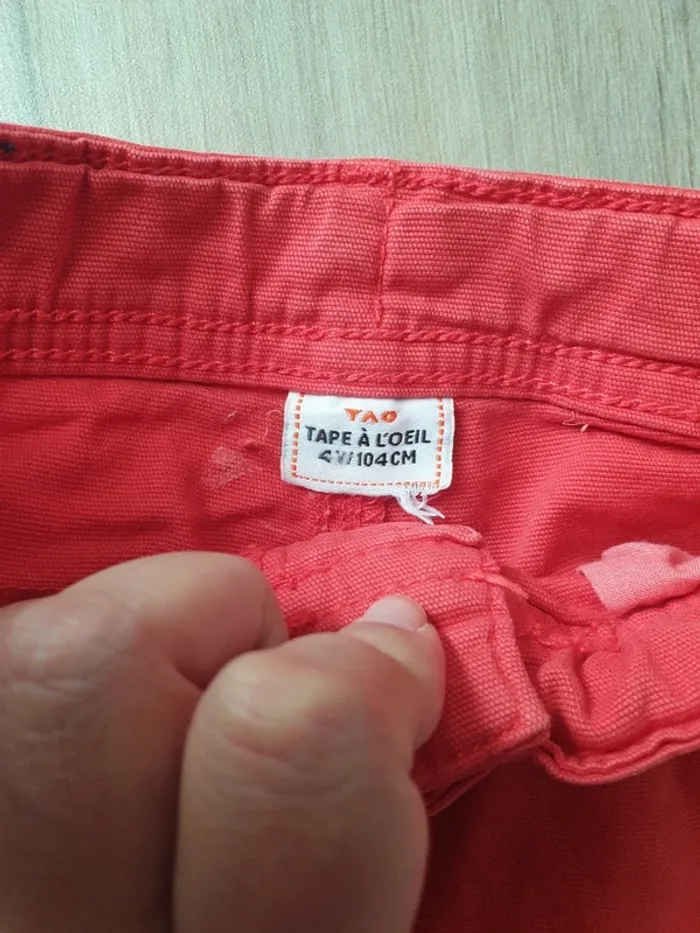 TAO
TAPE À L'OEIL
4Y/104CM